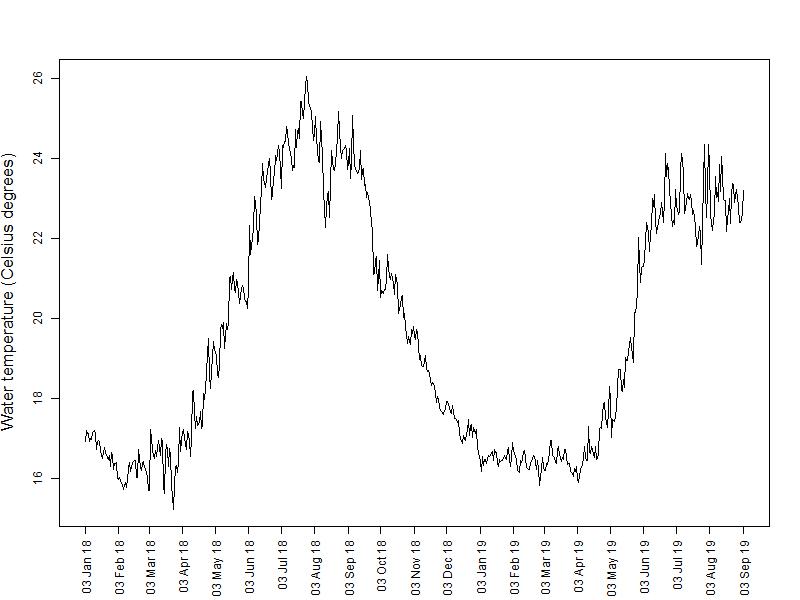 Water temperature (Celsius degrees)
26
24
22
20
18
16
03 Jan 18
03 Feb 18
03 Mar 18
03 Apr 18
03 May 18
03 Jun 18
03 Jul 18
03 Aug 18
03 Sep 18
03 Oct 18
03 Nov 18
03 Dec 18
03 Jan 19
03 Feb 19
03 Mar 19
03 Apr 19
03 May 19
03 Jun 19
03 Jul 19
03 Aug 19
03 Sep 19